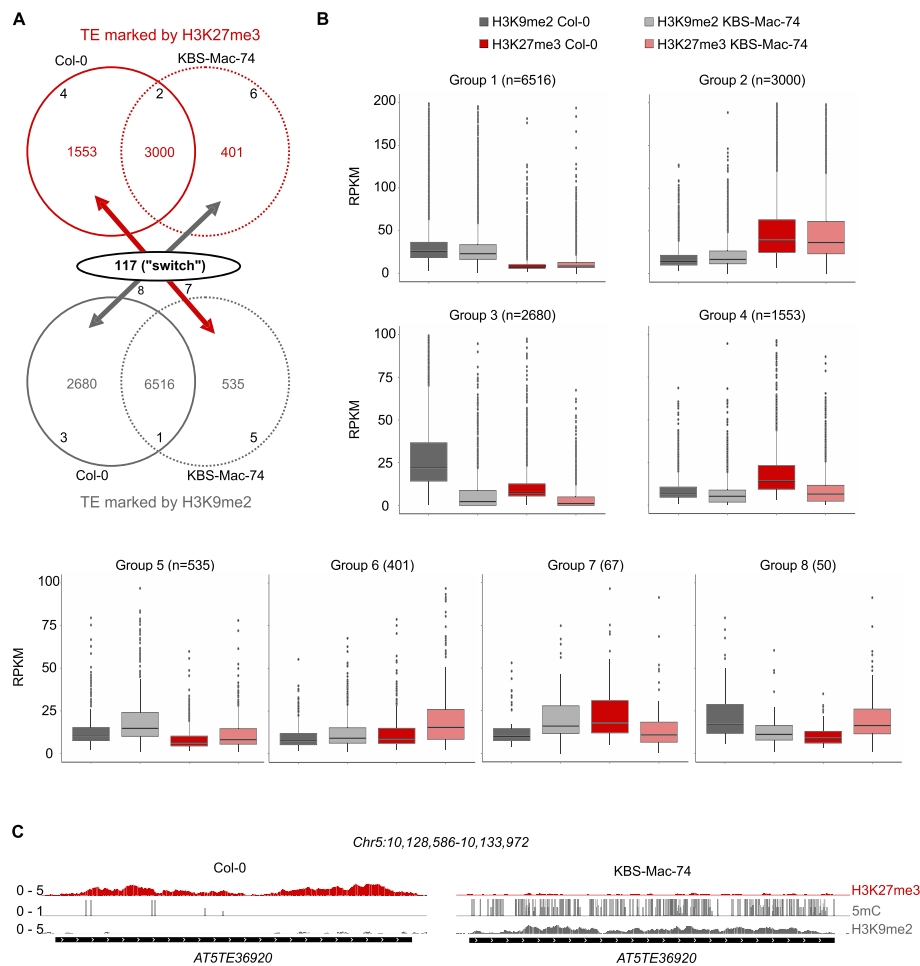 A
TE marked by H3K27me3
Col-0
KBS-Mac-74
4
2
6
1553
3000
401
117 ("switch")
8
7
2680
6516
535
3
1
5
Col-0
KBS-Mac-74
TE marked by H3K9me2
B
H3K9me2 Col-0
H3K9me2 KBS-Mac-74
H3K27me3 Col-0
H3K27me3 KBS-Mac-74
Group 1 (n=6516)
Group 2 (n=3000)
200
150
100
50
0
RPKM
Group 3 (n=2680)
Group 4 (n=1553)
100
75
50
25
0
RPKM
Group 5 (n=535)
Group 6 (401)
Group 7 (67)
Group 8 (50)
100
75
50
25
0
RPKM
C
Chr5:10,128,586-10,133,972
Col-0
KBS-Mac-74
0 - 5
H3K27me3
0 - 1
5mC
0 - 5
H3K9me2
AT5TE36920
AT5TE36920